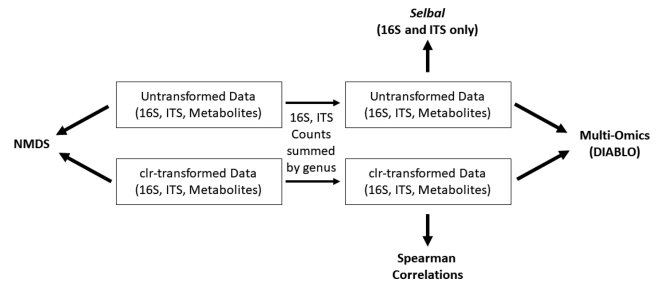 Selbal
(16S and ITS only)
Untransformed Data
(16S, ITS, Metabolites)
Untransformed Data
(16S, ITS, Metabolites)
16S, ITS
Counts
summed
by genus
NMDS
Multi-Omics
(DIABLO)
clr-transformed Data
(16S, ITS, Metabolites)
clr-transformed Data
(16S, ITS, Metabolites)
Spearman
Correlations